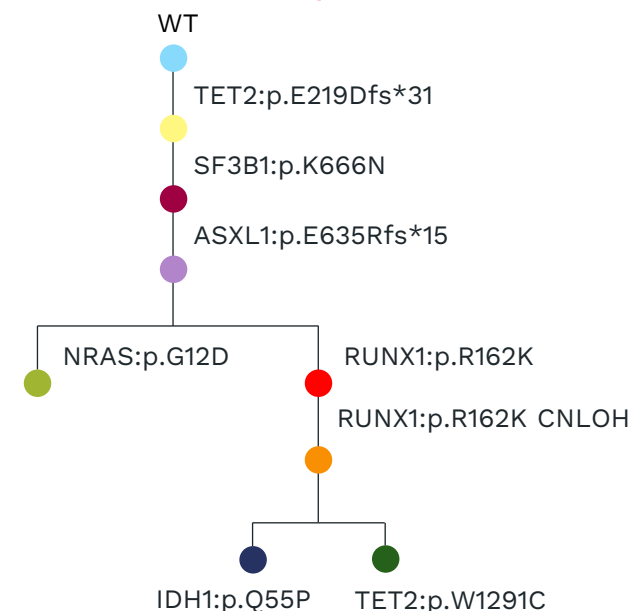 WT
TET2:p.E219Dfs*31
SF3B1:p.K666N
ASXL1:p.E635Rfs*15
NRAS:p.G12D
RUNX1:p.R162K
RUNX1:p.R162K CNLOH
IDH1:p.Q55P
TET2:p.W1291C